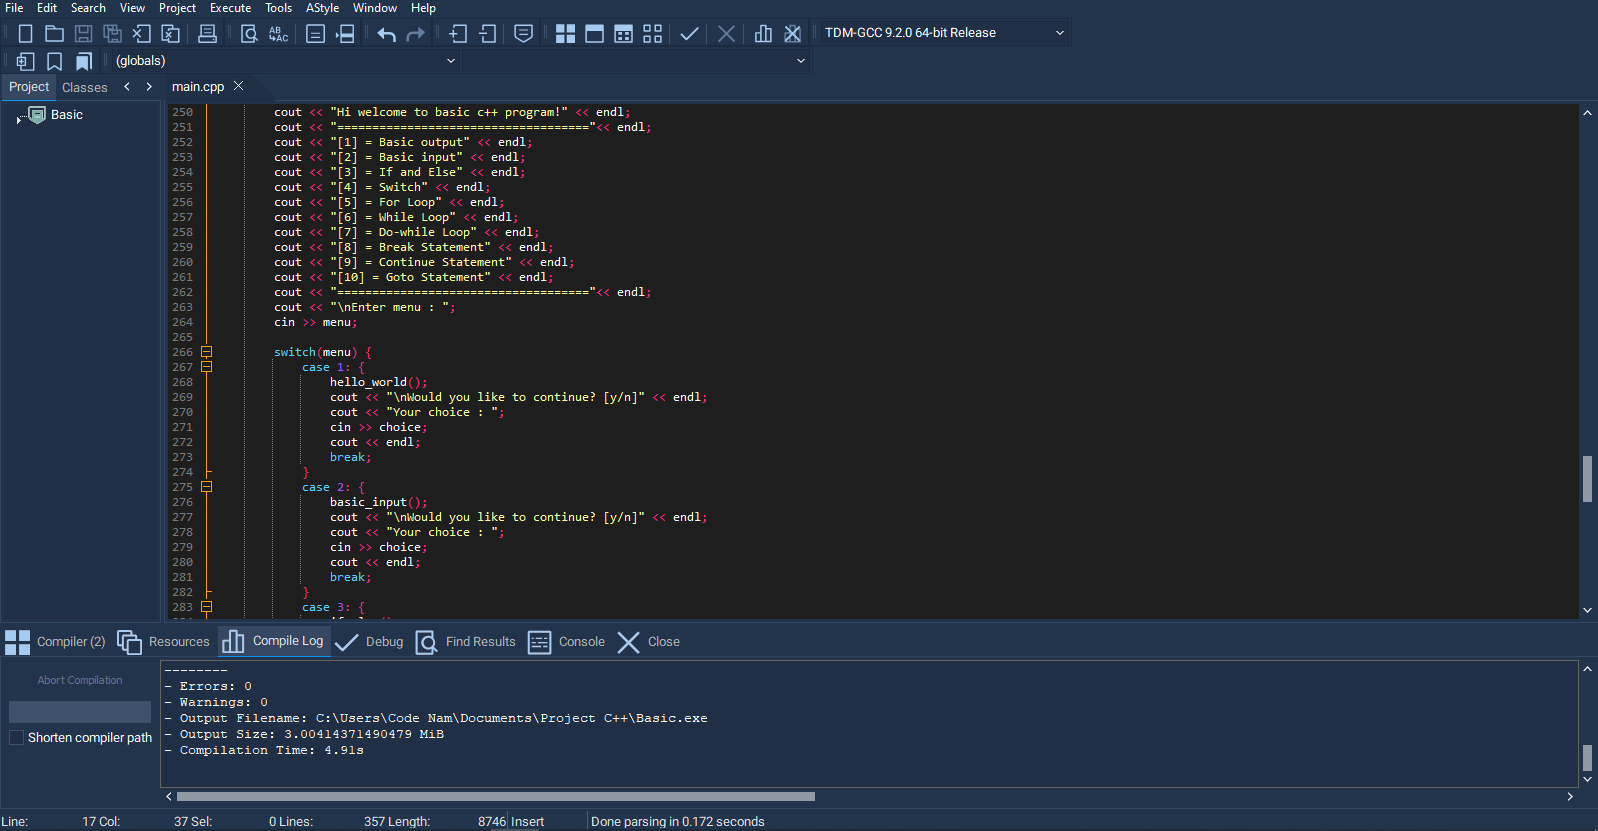 File Edit Search View Project Execute Tools AStyle Window Help
TDM-GCC 9.2.0 64-bit Release
(globals)
Project Classes main.cpp
Basic
250 cout << "Hi welcome to basic c++ program!" << endl;
251 cout << "===================================="<< endl;
252 cout << "[1] = Basic output" << endl;
253 cout << "[2] = Basic input" << endl;
254 cout << "[3] = If and Else" << endl;
255 cout << "[4] = Switch" << endl;
256 cout << "[5] = For Loop" << endl;
257 cout << "[6] = While Loop" << endl;
258 cout << "[7] = Do-while Loop" << endl;
259 cout << "[8] = Break Statement" << endl;
260 cout << "[9] = Continue Statement" << endl;
261 cout << "[10] = Goto Statement" << endl;
262 cout << "===================================="<< endl;
263 cout << "\nEnter menu : ";
264 cin >> menu;
265
266 switch(menu) {
267 case 1: {
268 hello_world();
269 cout << "\nWould you like to continue? [y/n]" << endl;
270 cout << "Your choice : ";
271 cin >> choice;
272 cout << endl;
273 break;
274 }
275 case 2: {
276 basic_input();
277 cout << "\nWould you like to continue? [y/n]" << endl;
278 cout << "Your choice : ";
279 cin >> choice;
280 cout << endl;
281 break;
282 }
283 case 3: {
Compiler (2) Resources Compile Log Debug Find Results Console Close
Abort Compilation
Shorten compiler path
--------
- Errors: 0
- Warnings: 0
- Output Filename: C:\Users\Code Nam\Documents\Project C++\Basic.exe
- Output Size: 3.00414371490479 MiB
- Compilation Time: 4.91s
Line: 17 Col: 37 Sel: 0 Lines: 357 Length: 8746 Insert Done parsing in 0.172 seconds